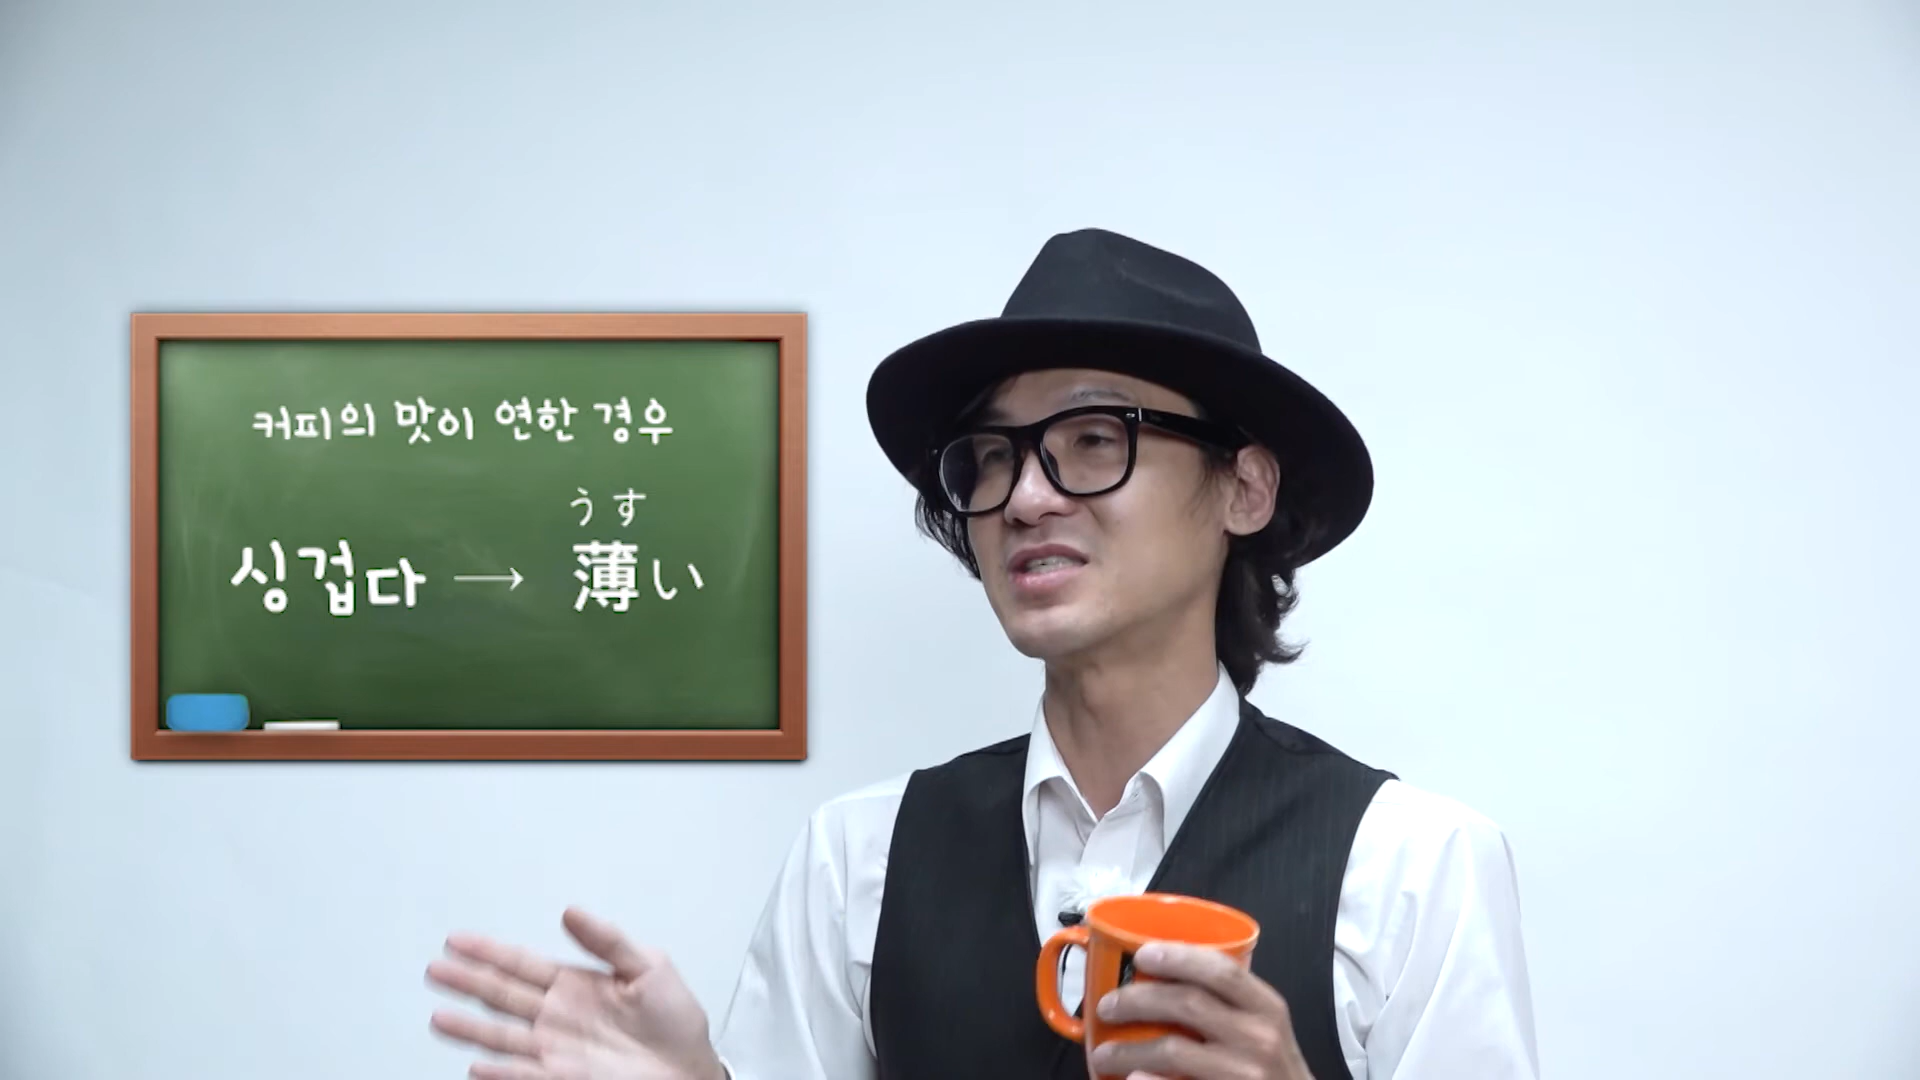 커피의 맛이 연한 경우
うす
싱겁다 → 薄い